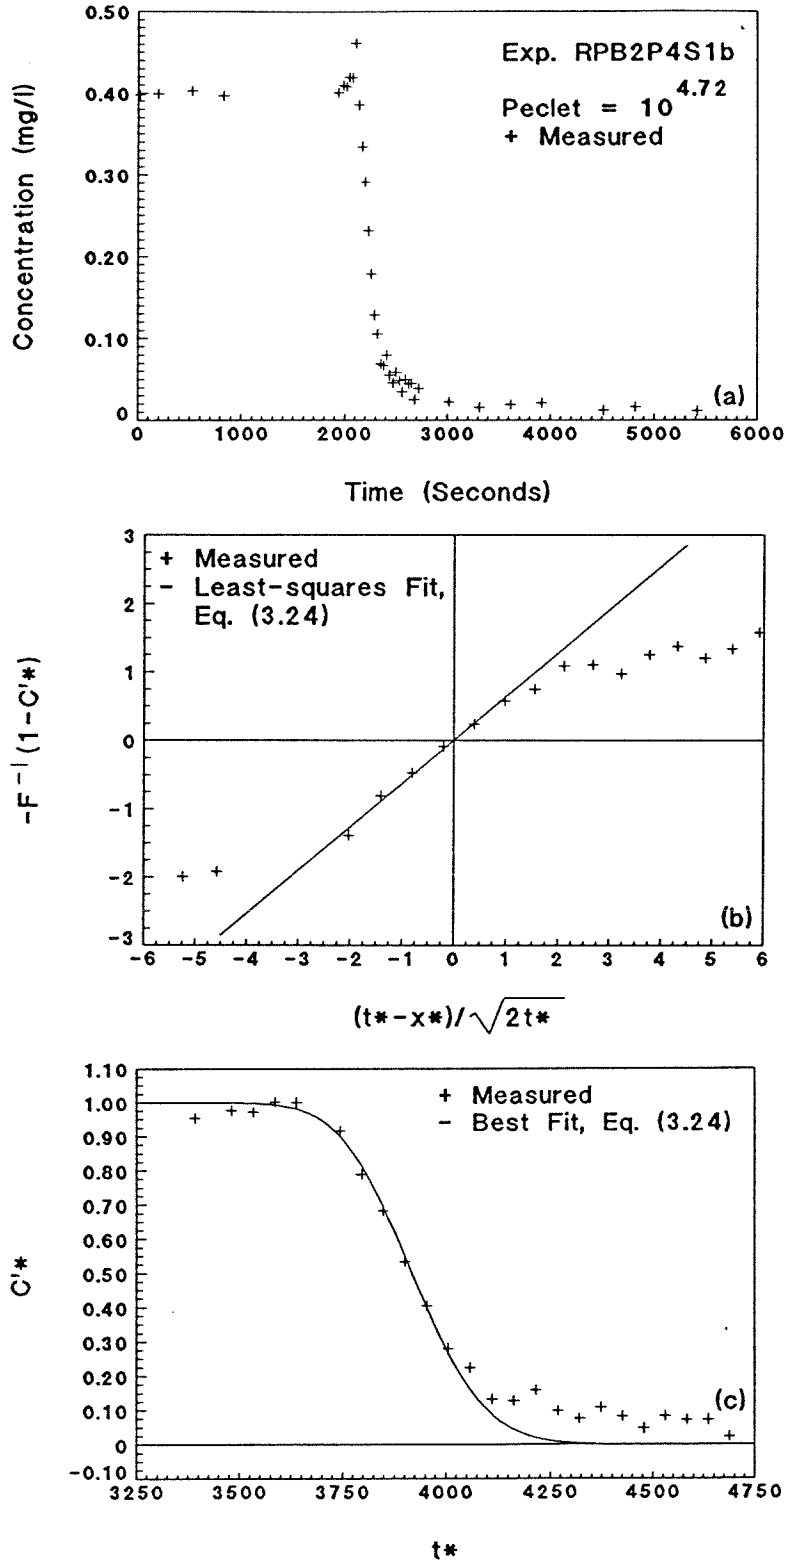 0.50
0.40
0.30
0.20
0.10
0
Concentration (mg/l)
Exp. RPB2P4S1b
Peclet = 10^4.72
+ Measured
(a)
0 1000 2000 3000 4000 5000 6000
Time (Seconds)
3
2
1
0
-1
-2
-3
-F^-1(1-C'*)
+ Measured
- Least-squares Fit,
Eq. (3.24)
(b)
-6 -5 -4 -3 -2 -1 0 1 2 3 4 5 6
(t*-x*)/√2t*
1.10
1.00
0.90
0.80
0.70
0.60
0.50
0.40
0.30
0.20
0.10
0
-0.10
C'*
+ Measured
- Best Fit, Eq. (3.24)
(c)
3250 3500 3750 4000 4250 4500 4750
t*